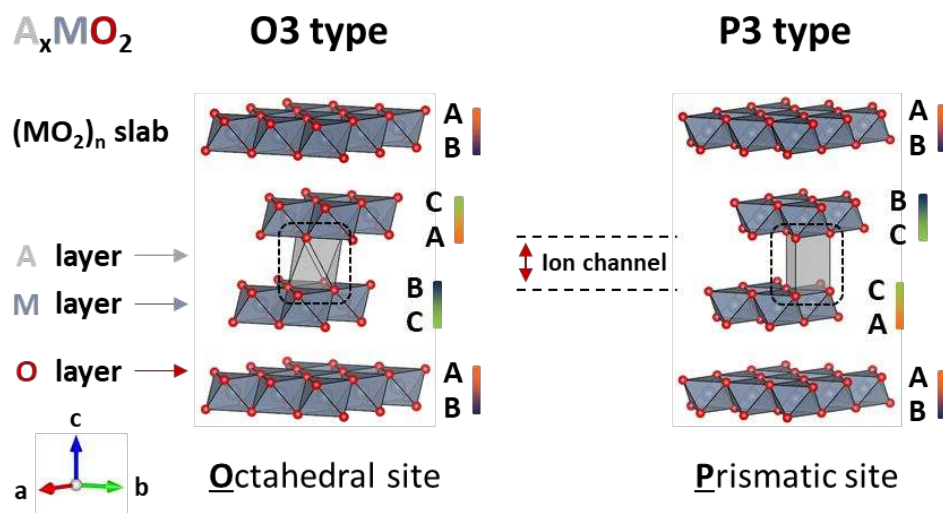 AxMO2
O3 type
P3 type
(MO2)n slab
A
B
A
B
C
A
B
C
A layer
Ion channel
M layer
B
C
C
A
O layer
A
B
A
B
c
a
b
Octahedral site
Prismatic site